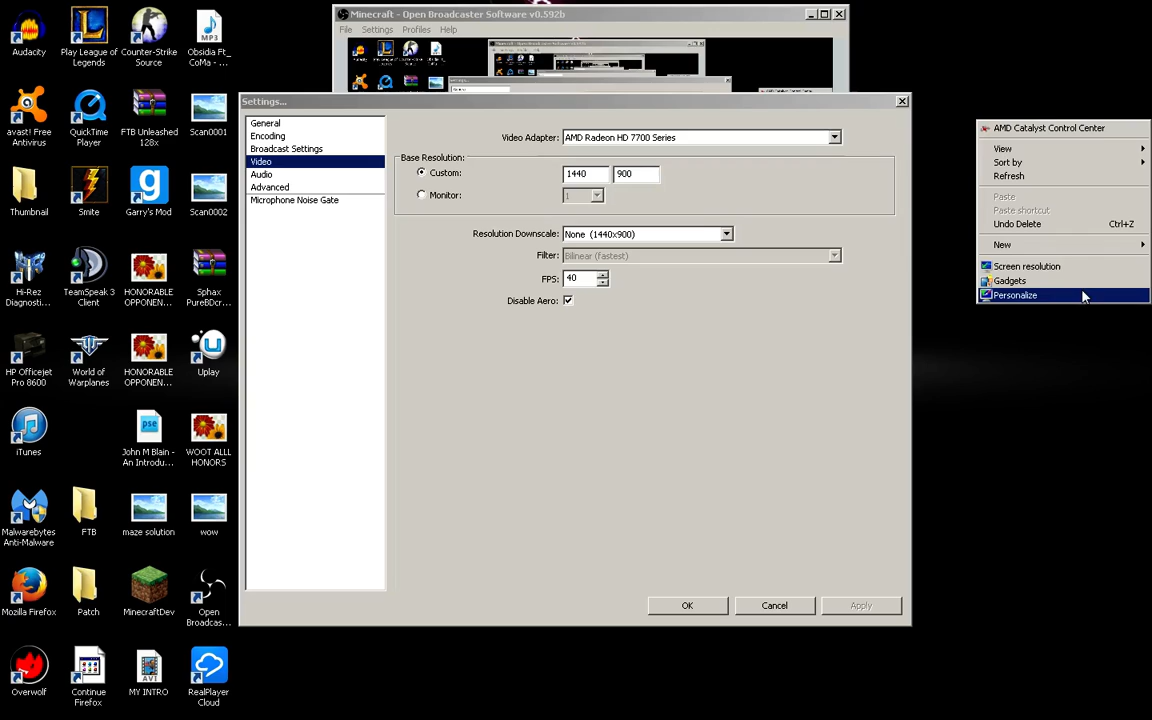 Audacity
Play League of
Legends
Counter-Strike
Source
Obsidia Ft_
CoMa - ...
avast! Free
Antivirus
QuickTime
Player
FTB Unleashed
128x
Scan0001
Thumbnail
Smite
Garry's Mod
Scan0002
Hi-Rez
Diagnosti...
TeamSpeak 3
Client
HONORABLE
OPPONEN...
Sphax
PureBDcr...
HP Officejet
Pro 8600
World of
Warplanes
HONORABLE
OPPONEN...
Uplay
iTunes
John M Blain -
An Introdu...
WOOT ALLL
HONORS
Malwarebytes
Anti-Malware
FTB
maze solution
wow
Mozilla Firefox
Patch
MinecraftDev
Open
Broadcas...
Overwolf
Continue
Firefox
MY INTRO
RealPlayer
Cloud
Minecraft - Open Broadcaster Software v0.592b
File Settings Profiles Help
Settings...
General
Encoding
Broadcast Settings
Video
Audio
Advanced
Microphone Noise Gate
Video Adapter: AMD Radeon HD 7700 Series
Base Resolution:
Custom: 1440 900
Monitor: 1
Resolution Downscale: None (1440x900)
Filter: Bilinear (fastest)
FPS: 40
Disable Aero:
OK Cancel Apply
AMD Catalyst Control Center
View
Sort by
Refresh
Paste
Paste shortcut
Undo Delete Ctrl+Z
New
Screen resolution
Gadgets
Personalize